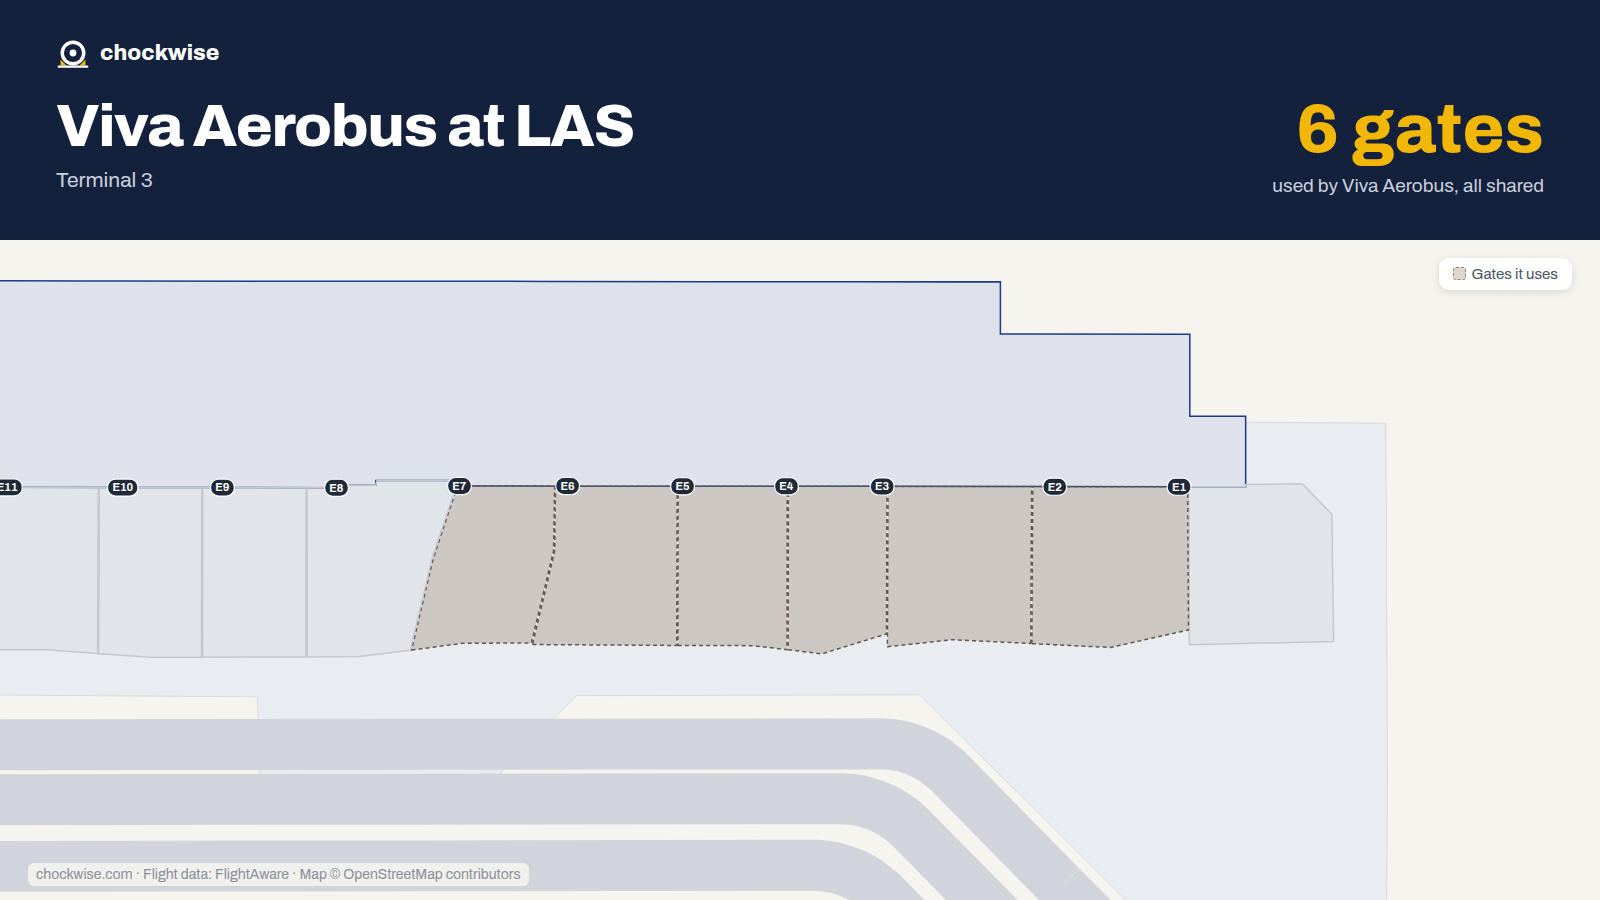 chockwise
Viva Aerobus at LAS
Terminal 3
6 gates
used by Viva Aerobus, all shared
Gates it uses
E11 E10 E9 E8 E7 E6 E5 E4 E3 E2 E1
chockwise.com · Flight data: FlightAware · Map © OpenStreetMap contributors